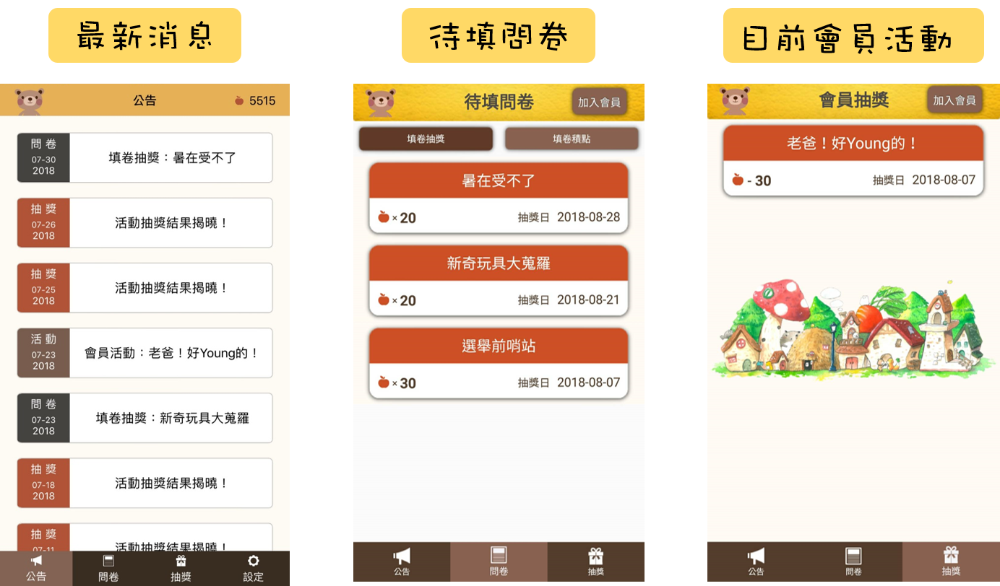 最新消息
公告
5515
問卷
07-30
2018
填卷抽獎：暑在受不了
抽獎
07-26
2018
活動抽獎結果揭曉！
抽獎
07-25
2018
活動抽獎結果揭曉！
活動
07-23
2018
會員活動：老爸！好Young的！
問卷
07-23
2018
填卷抽獎：新奇玩具大蒐羅
抽獎
07-18
2018
活動抽獎結果揭曉！
抽獎
07-11
活動抽獎結果揭曉！
公告
問卷
抽獎
設定
待填問卷
待填問卷
加入會員
填卷抽獎
填卷積點
暑在受不了
× 20
抽獎日 2018-08-28
新奇玩具大蒐羅
× 20
抽獎日 2018-08-21
選舉前哨站
× 30
抽獎日 2018-08-07
公告
問卷
抽獎
目前會員活動
會員抽獎
加入會員
老爸！好Young的！
- 30
抽獎日 2018-08-07
公告
問卷
抽獎